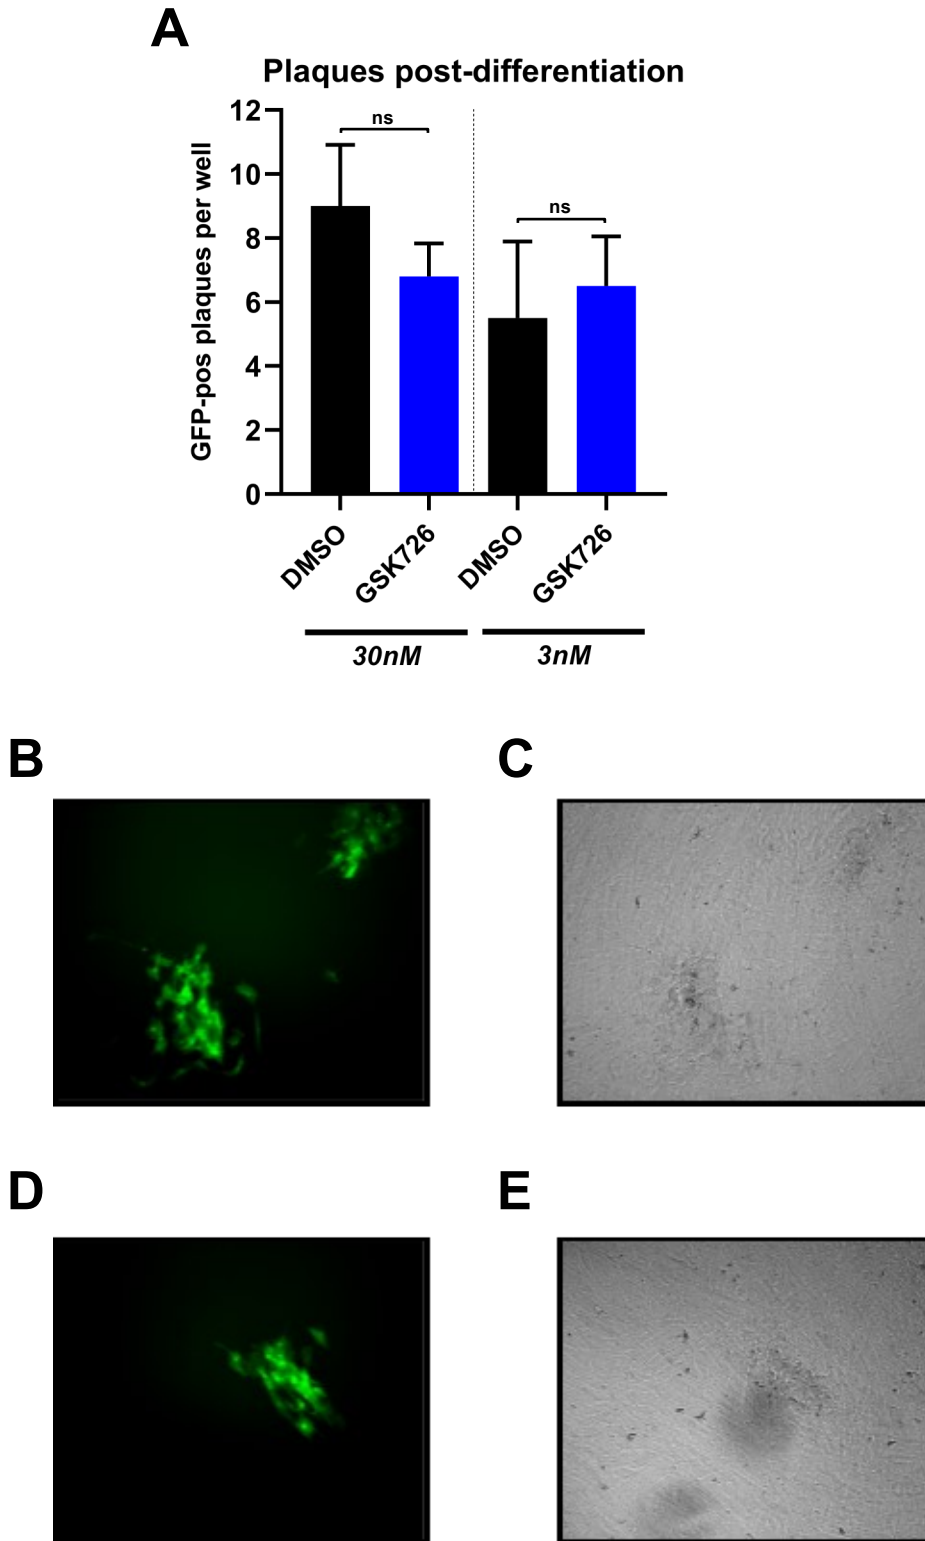 A
Plaques post-differentiation
GFP-pos plaques per well
12
10
8
6
4
2
0
ns
ns
DMSO
GSK726
DMSO
GSK726
30nM
3nM
B
C
D
E